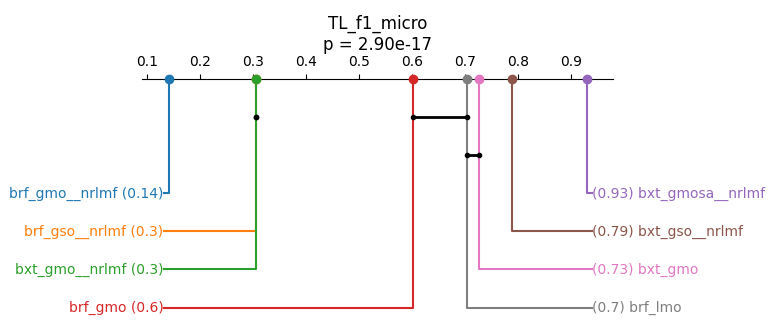 TL_f1_micro
p = 2.90e-17
0.1 0.2 0.3 0.4 0.5 0.6 0.7 0.8 0.9
brf_gmo__nrlmf (0.14) (0.93) bxt_gmosa__nrlmf
brf_gso__nrlmf (0.3) (0.79) bxt_gso__nrlmf
bxt_gmo__nrlmf (0.3) (0.73) bxt_gmo
brf_gmo (0.6) (0.7) brf_lmo